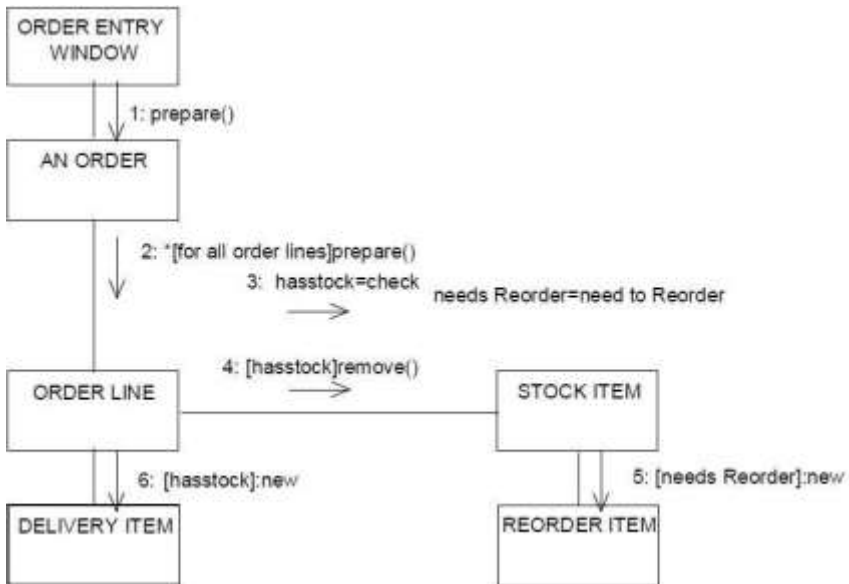 ORDER ENTRY
WINDOW
1: prepare()
AN ORDER
2: *[for all order lines]prepare()
3: hasstock=check
needs Reorder=need to Reorder
4: [hasstock]remove()
ORDER LINE
STOCK ITEM
6: [hasstock]:new
5: [needs Reorder]:new
DELIVERY ITEM
REORDER ITEM